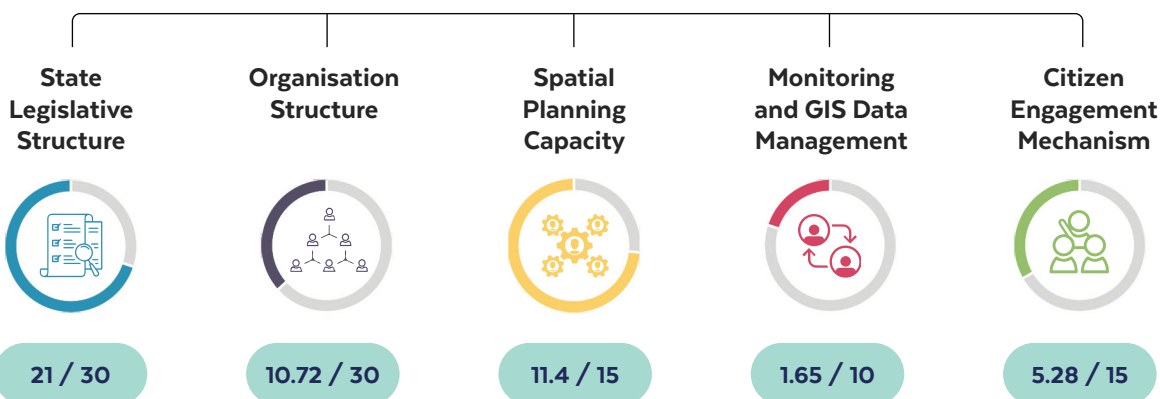 State
Legislative
Structure
Organisation
Structure
Spatial
Planning
Capacity
Monitoring
and GIS Data
Management
Citizen
Engagement
Mechanism
21 / 30
10.72 / 30
11.4 / 15
1.65 / 10
5.28 / 15